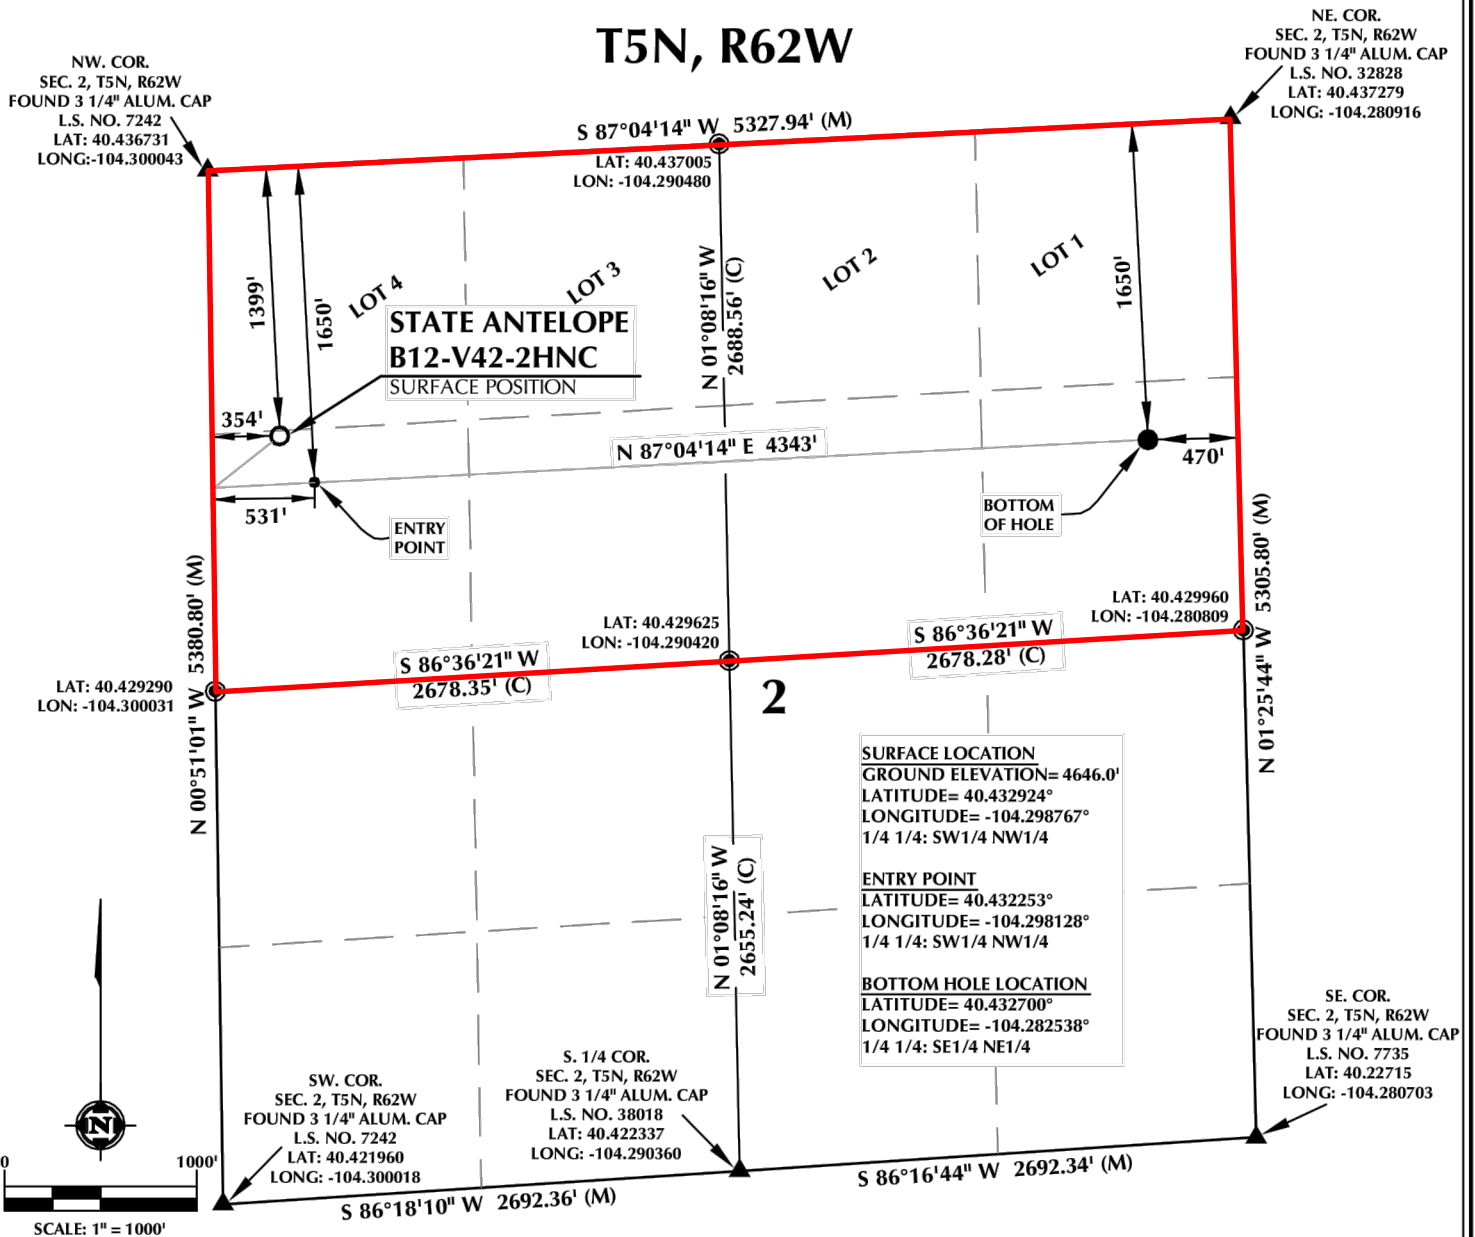 T5N, R62W
NW. COR.
SEC. 2, T5N, R62W
FOUND 3 1/4" ALUM. CAP
L.S. NO. 7242
LAT: 40.436731
LONG:-104.300043
NE. COR.
SEC. 2, T5N, R62W
FOUND 3 1/4" ALUM. CAP
L.S. NO. 32828
LAT: 40.437279
LONG: -104.280916
S 87°04'14" W 5327.94' (M)
LAT: 40.437005
LON: -104.290480
1399'
1650'
LOT 4
LOT 3
N 01°08'16" W
2688.56' (C)
LOT 2
LOT 1
1650'
STATE ANTELOPE
B12-V42-2HNC
SURFACE POSITION
354'
N 87°04'14" E 4343'
470'
531'
ENTRY
POINT
BOTTOM
OF HOLE
N 00°51'01" W 5380.80' (M)
N 01°25'44" W 5305.80' (M)
LAT: 40.429960
LON: -104.280809
LAT: 40.429625
LON: -104.290420
S 86°36'21" W
2678.35' (C)
S 86°36'21" W
2678.28' (C)
LAT: 40.429290
LON: -104.300031
2
SURFACE LOCATION
GROUND ELEVATION= 4646.0'
LATITUDE= 40.432924°
LONGITUDE= -104.298767°
1/4 1/4: SW1/4 NW1/4
ENTRY POINT
LATITUDE= 40.432253°
LONGITUDE= -104.298128°
1/4 1/4: SW1/4 NW1/4
BOTTOM HOLE LOCATION
LATITUDE= 40.432700°
LONGITUDE= -104.282538°
1/4 1/4: SE1/4 NE1/4
N 01°08'16" W
2655.24' (C)
SE. COR.
SEC. 2, T5N, R62W
FOUND 3 1/4" ALUM. CAP
L.S. NO. 7735
LAT: 40.22715
LONG: -104.280703
S. 1/4 COR.
SEC. 2, T5N, R62W
FOUND 3 1/4" ALUM. CAP
L.S. NO. 38018
LAT: 40.422337
LONG: -104.290360
SW. COR.
SEC. 2, T5N, R62W
FOUND 3 1/4" ALUM. CAP
L.S. NO. 7242
LAT: 40.421960
LONG: -104.300018
N
0 1000'
SCALE: 1" = 1000'
S 86°18'10" W 2692.36' (M)
S 86°16'44" W 2692.34' (M)